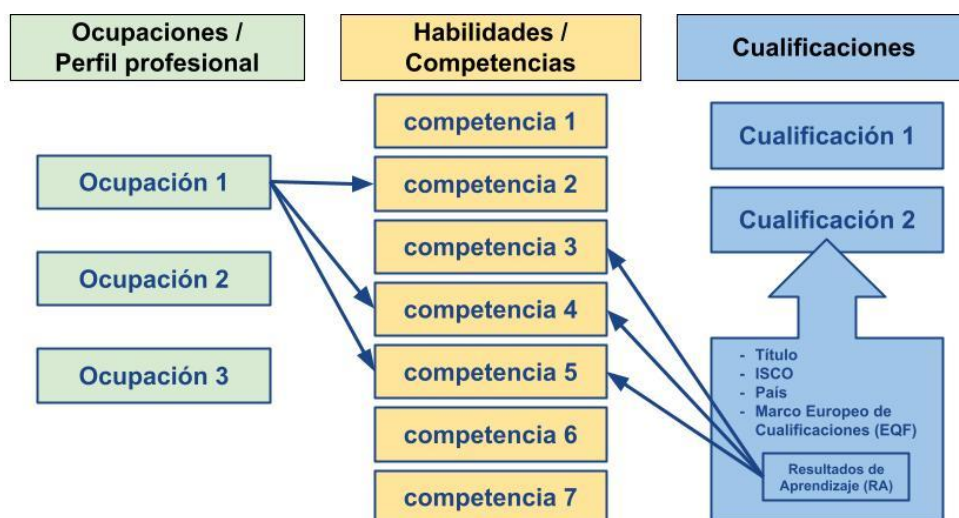 Ocupaciones /
Perfil profesional
Ocupación 1
Ocupación 2
Ocupación 3
Habilidades /
Competencias
competencia 1
competencia 2
competencia 3
competencia 4
competencia 5
competencia 6
competencia 7
Cualificaciones
Cualificación 1
Cualificación 2
- Título
- ISCO
- País
- Marco Europeo de
Cualificaciones (EQF)
Resultados de
Aprendizaje (RA)